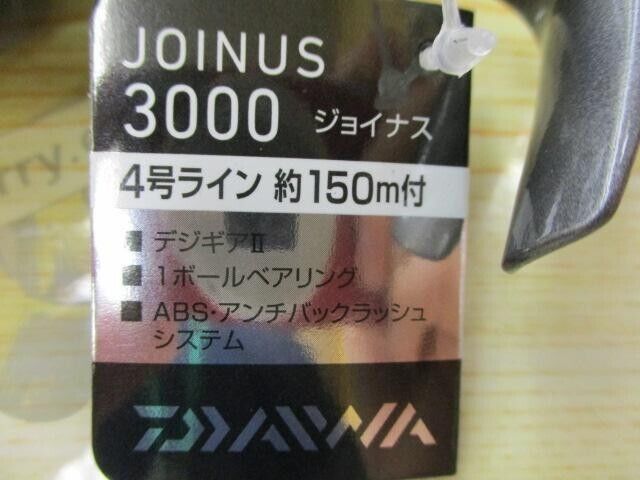 JOINUS
3000 ジョイナス
4号ライン 約150m付
■ デジギアⅡ
■ 1ボールベアリング
■ ABS・アンチバックラッシュ
システム
DAIWA
rry.